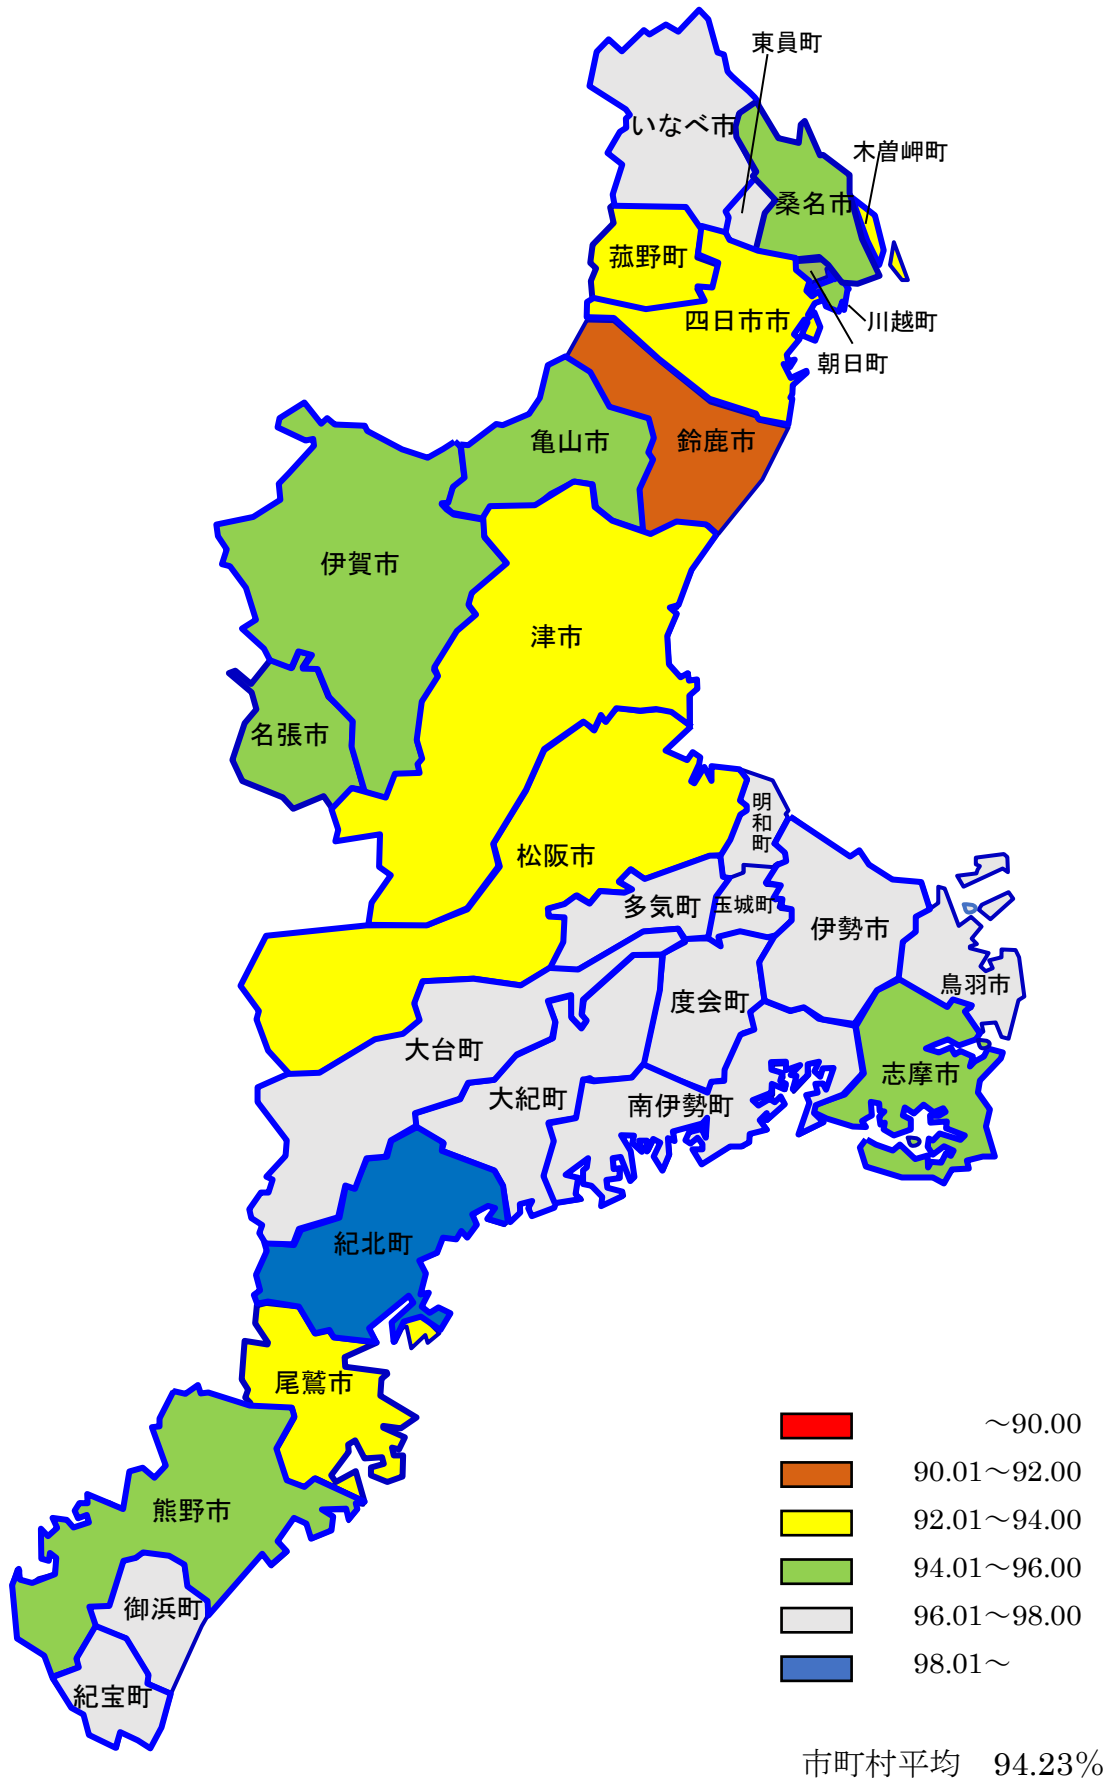 東員町
いなべ市
木曽岬町
桑名市
菰野町
四日市市
川越町
朝日町
亀山市
鈴鹿市
伊賀市
津市
名張市
明和町
松阪市
多気町
玉城町
伊勢市
鳥羽市
度会町
大台町
志摩市
大紀町
南伊勢町
紀北町
尾鷲市
熊野市
御浜町
紀宝町
～90.00
90.01～92.00
92.01～94.00
94.01～96.00
96.01～98.00
98.01～
市町村平均 94.23%